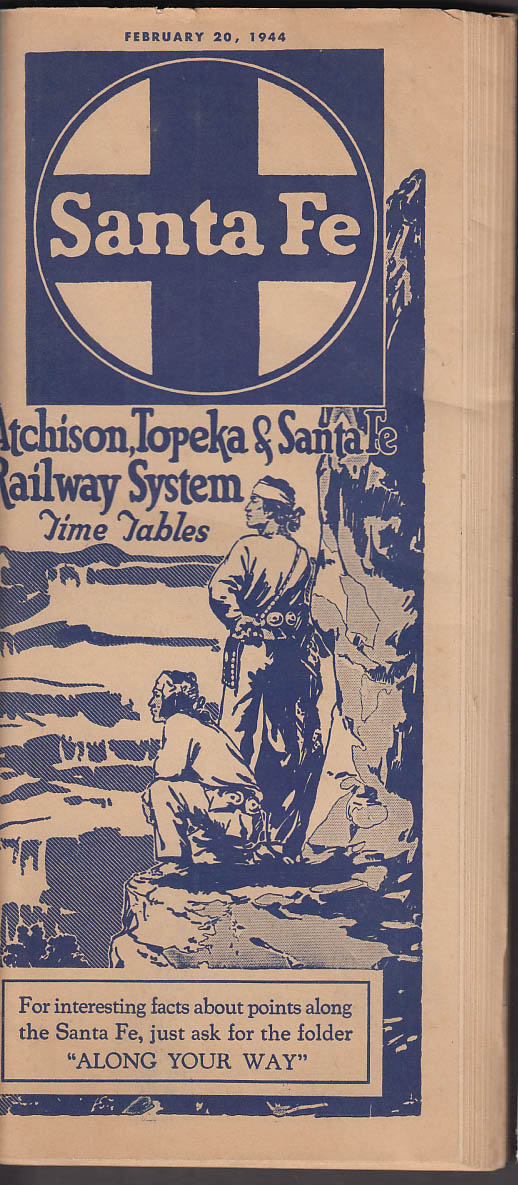 FEBRUARY 20, 1944
Santa Fe
Atchison, Topeka & Santa Fe
Railway System
Time Tables
For interesting facts about points along
the Santa Fe, just ask for the folder
"ALONG YOUR WAY"